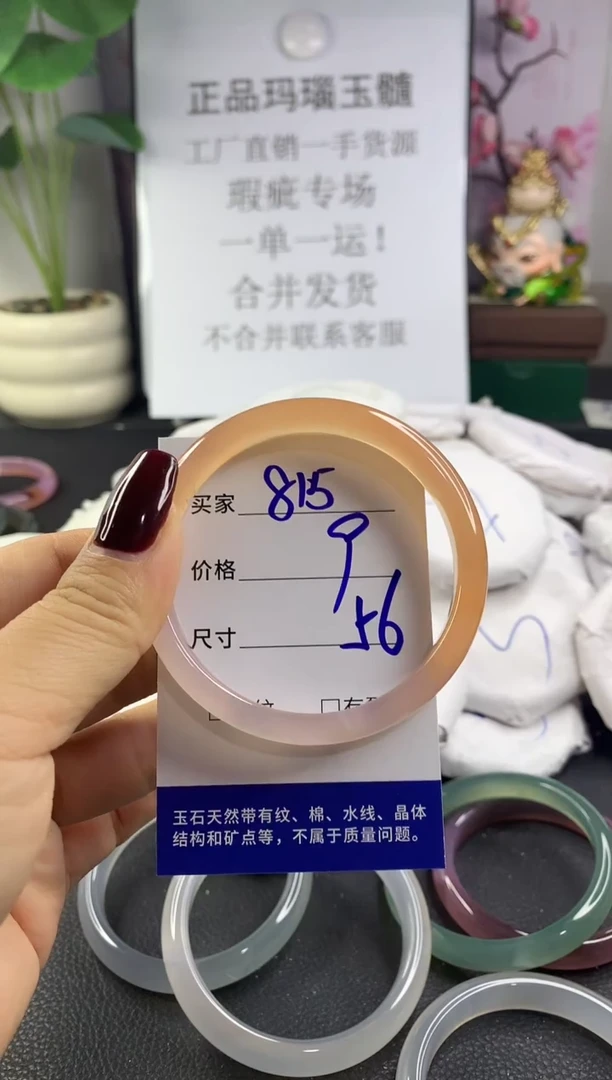 正品玛瑙玉髓
工厂直销一手货源
瑕疵专场
一单一运!
合并发货
不合并联系客服
买家 815
价格 9
尺寸 56
玉石天然带有纹、棉、水线、晶体
结构和矿点等，不属于质量问题。